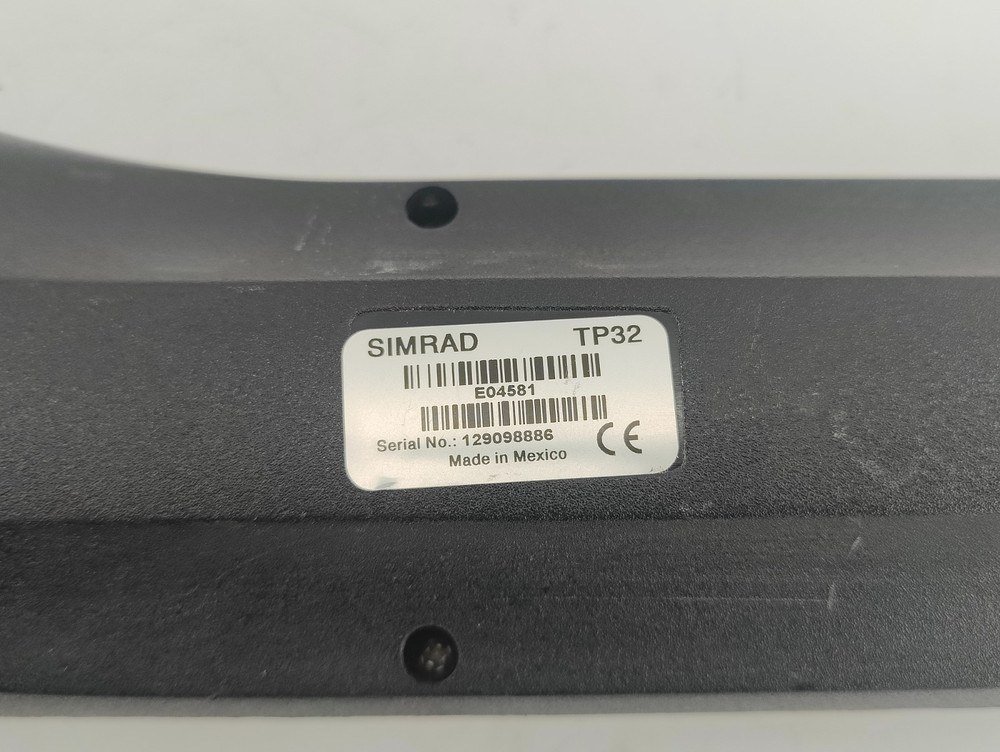 SIMRAD TP32
E04581
Serial No.: 129098886
Made in Mexico
CE